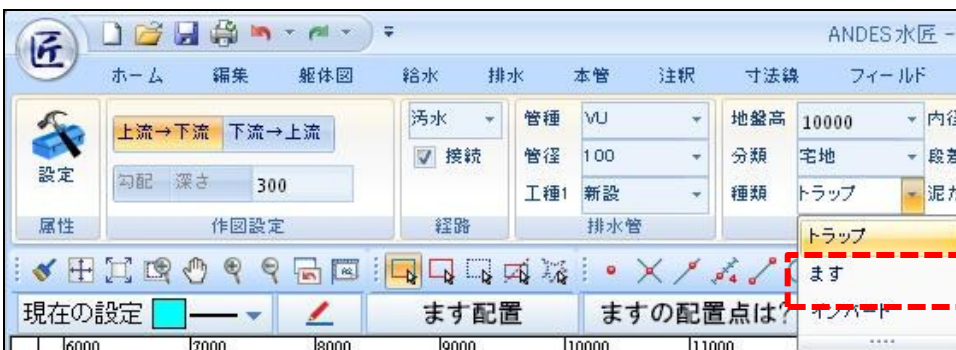 匠 ANDES水匠 -
ホーム 編集 躯体図 給水 排水 本管 注釈 寸法線 フィールド
上流→下流 下流→上流 汚水 管種 VU 地盤高 10000 内径
設定 接続 管径 100 分類 宅地 段差
勾配 深さ 300 工種1 新設 種類 トラップ
属性 作図設定 経路 排水管 トラップ
ます
現在の設定 ます配置 ますの配置点は? インバート
6000 7000 8000 9000 10000 11000